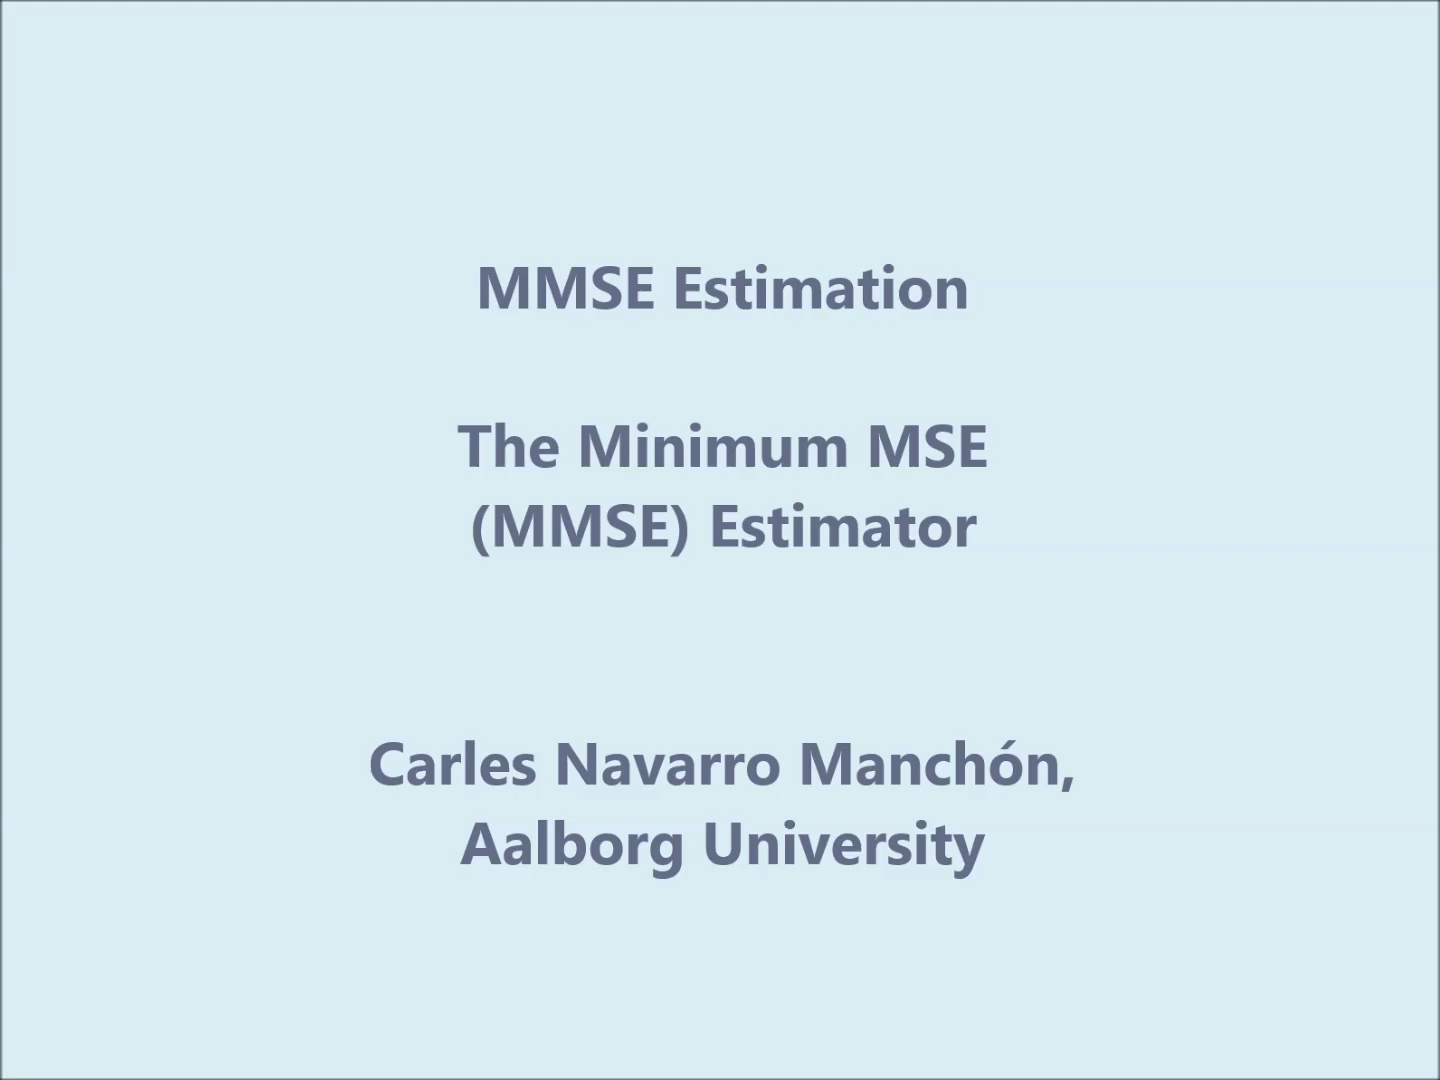 MMSE Estimation
The Minimum MSE
(MMSE) Estimator
Carles Navarro Manchón,
Aalborg University